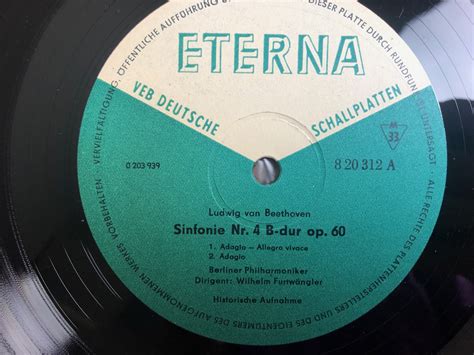 VERVIELFÄLTIGUNG, ÖFFENTLICHE AUFFÜHRUNG
DIESER PLATTE DURCH RUNDFUNK UNTERSAGT
ALLE RECHTE DES PLATTENHERSTELLERS UND DES EIGENTÜMERS DES AUFGENOMMENEN WERKES VORBEHALTEN
ETERNA
VEB DEUTSCHE
SCHALLPLATTEN
M
33
0 203 939
8 20 312 A
Ludwig van Beethoven
Sinfonie Nr. 4 B-dur op. 60
1. Adagio – Allegro vivace
2. Adagio
Berliner Philharmoniker
Dirigent: Wilhelm Furtwängler
Historische Aufnahme